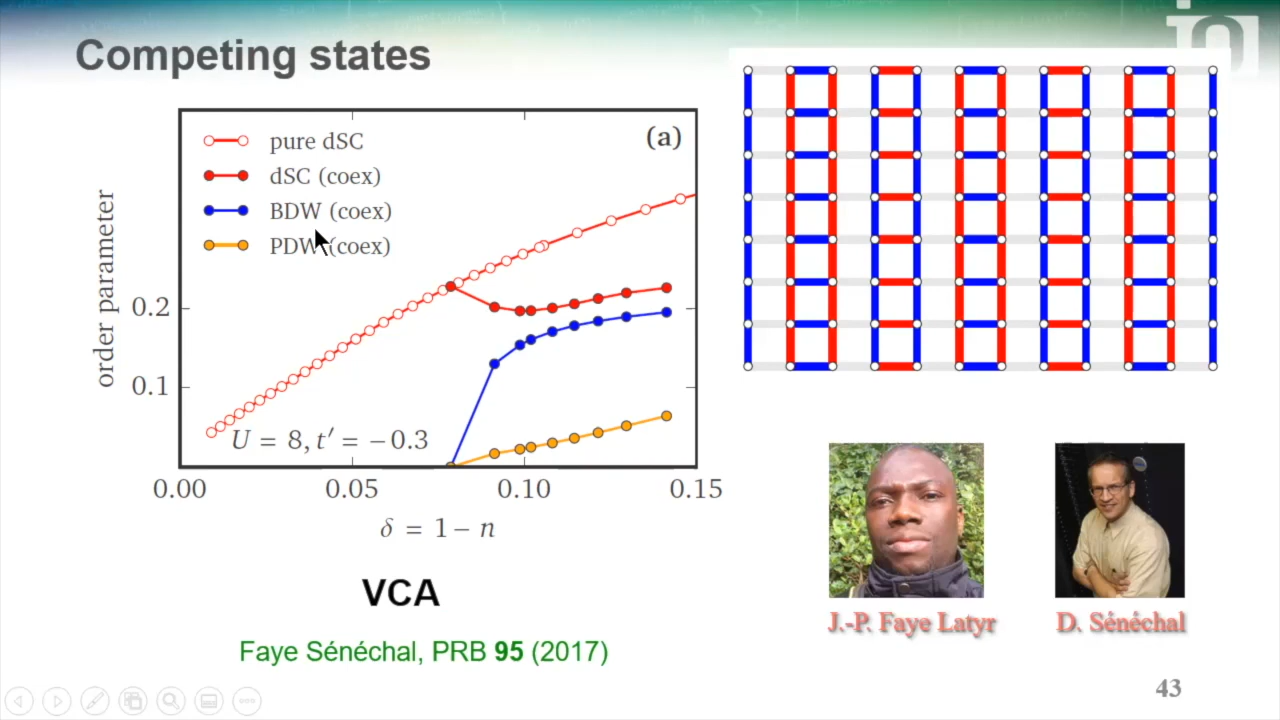 Competing states
(a)
pure dSC
dSC (coex)
BDW (coex)
PDW (coex)
order parameter
0.2
0.1
U = 8, t′ = −0.3
0.00 0.05 0.10 0.15
δ = 1 − n
VCA
Faye Sénéchal, PRB 95 (2017)
J.-P. Faye Latyr
D. Sénéchal
43